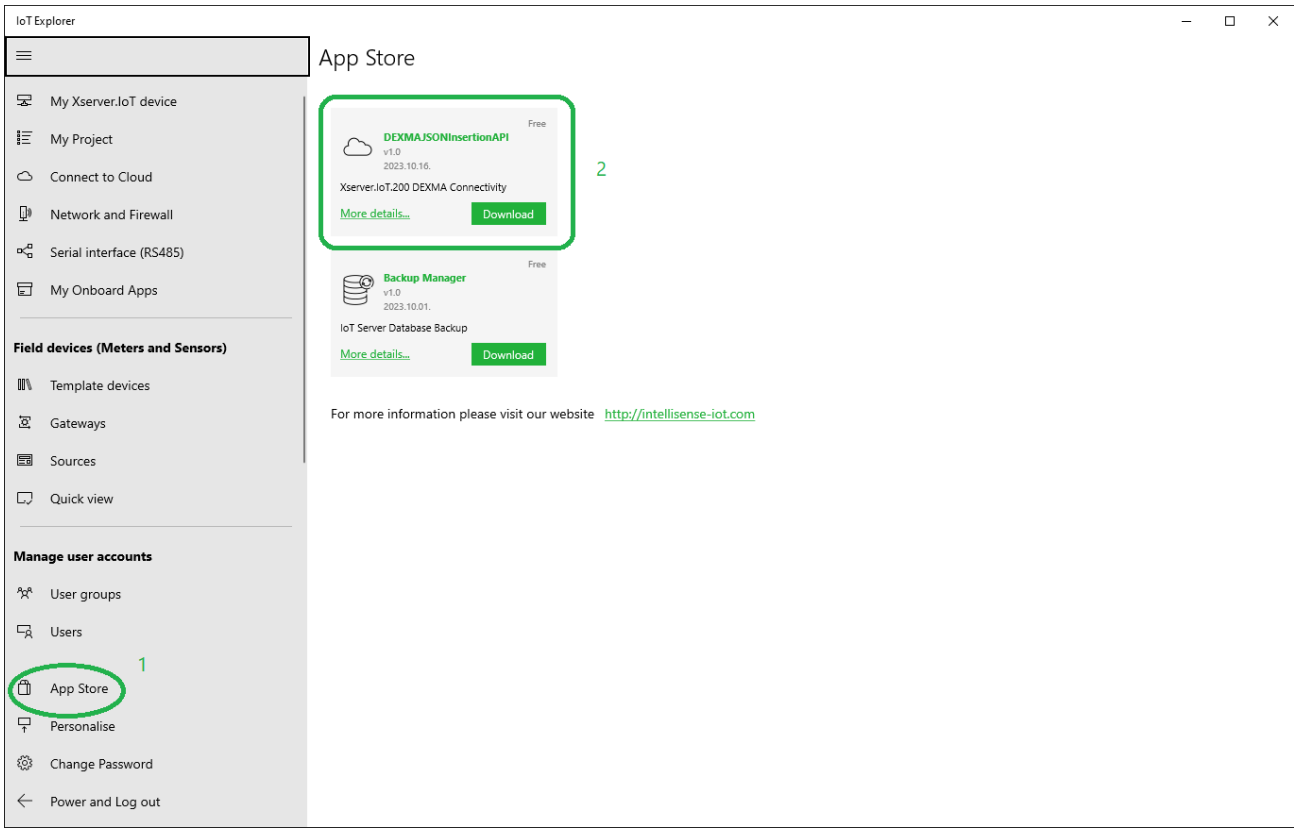 IoT Explorer
My Xserver.IoT device
My Project
Connect to Cloud
Network and Firewall
Serial interface (RS485)
My Onboard Apps
Field devices (Meters and Sensors)
Template devices
Gateways
Sources
Quick view
Manage user accounts
User groups
Users
1
App Store
Personalise
Change Password
Power and Log out
App Store
Free
DEXMAJSONInsertionAPI
v1.0
2023.10.16.
Xserver.IoT.200 DEXMA Connectivity
More details... Download
2
Free
Backup Manager
v1.0
2023.10.01.
IoT Server Database Backup
More details... Download
For more information please visit our website http://intellisense-iot.com